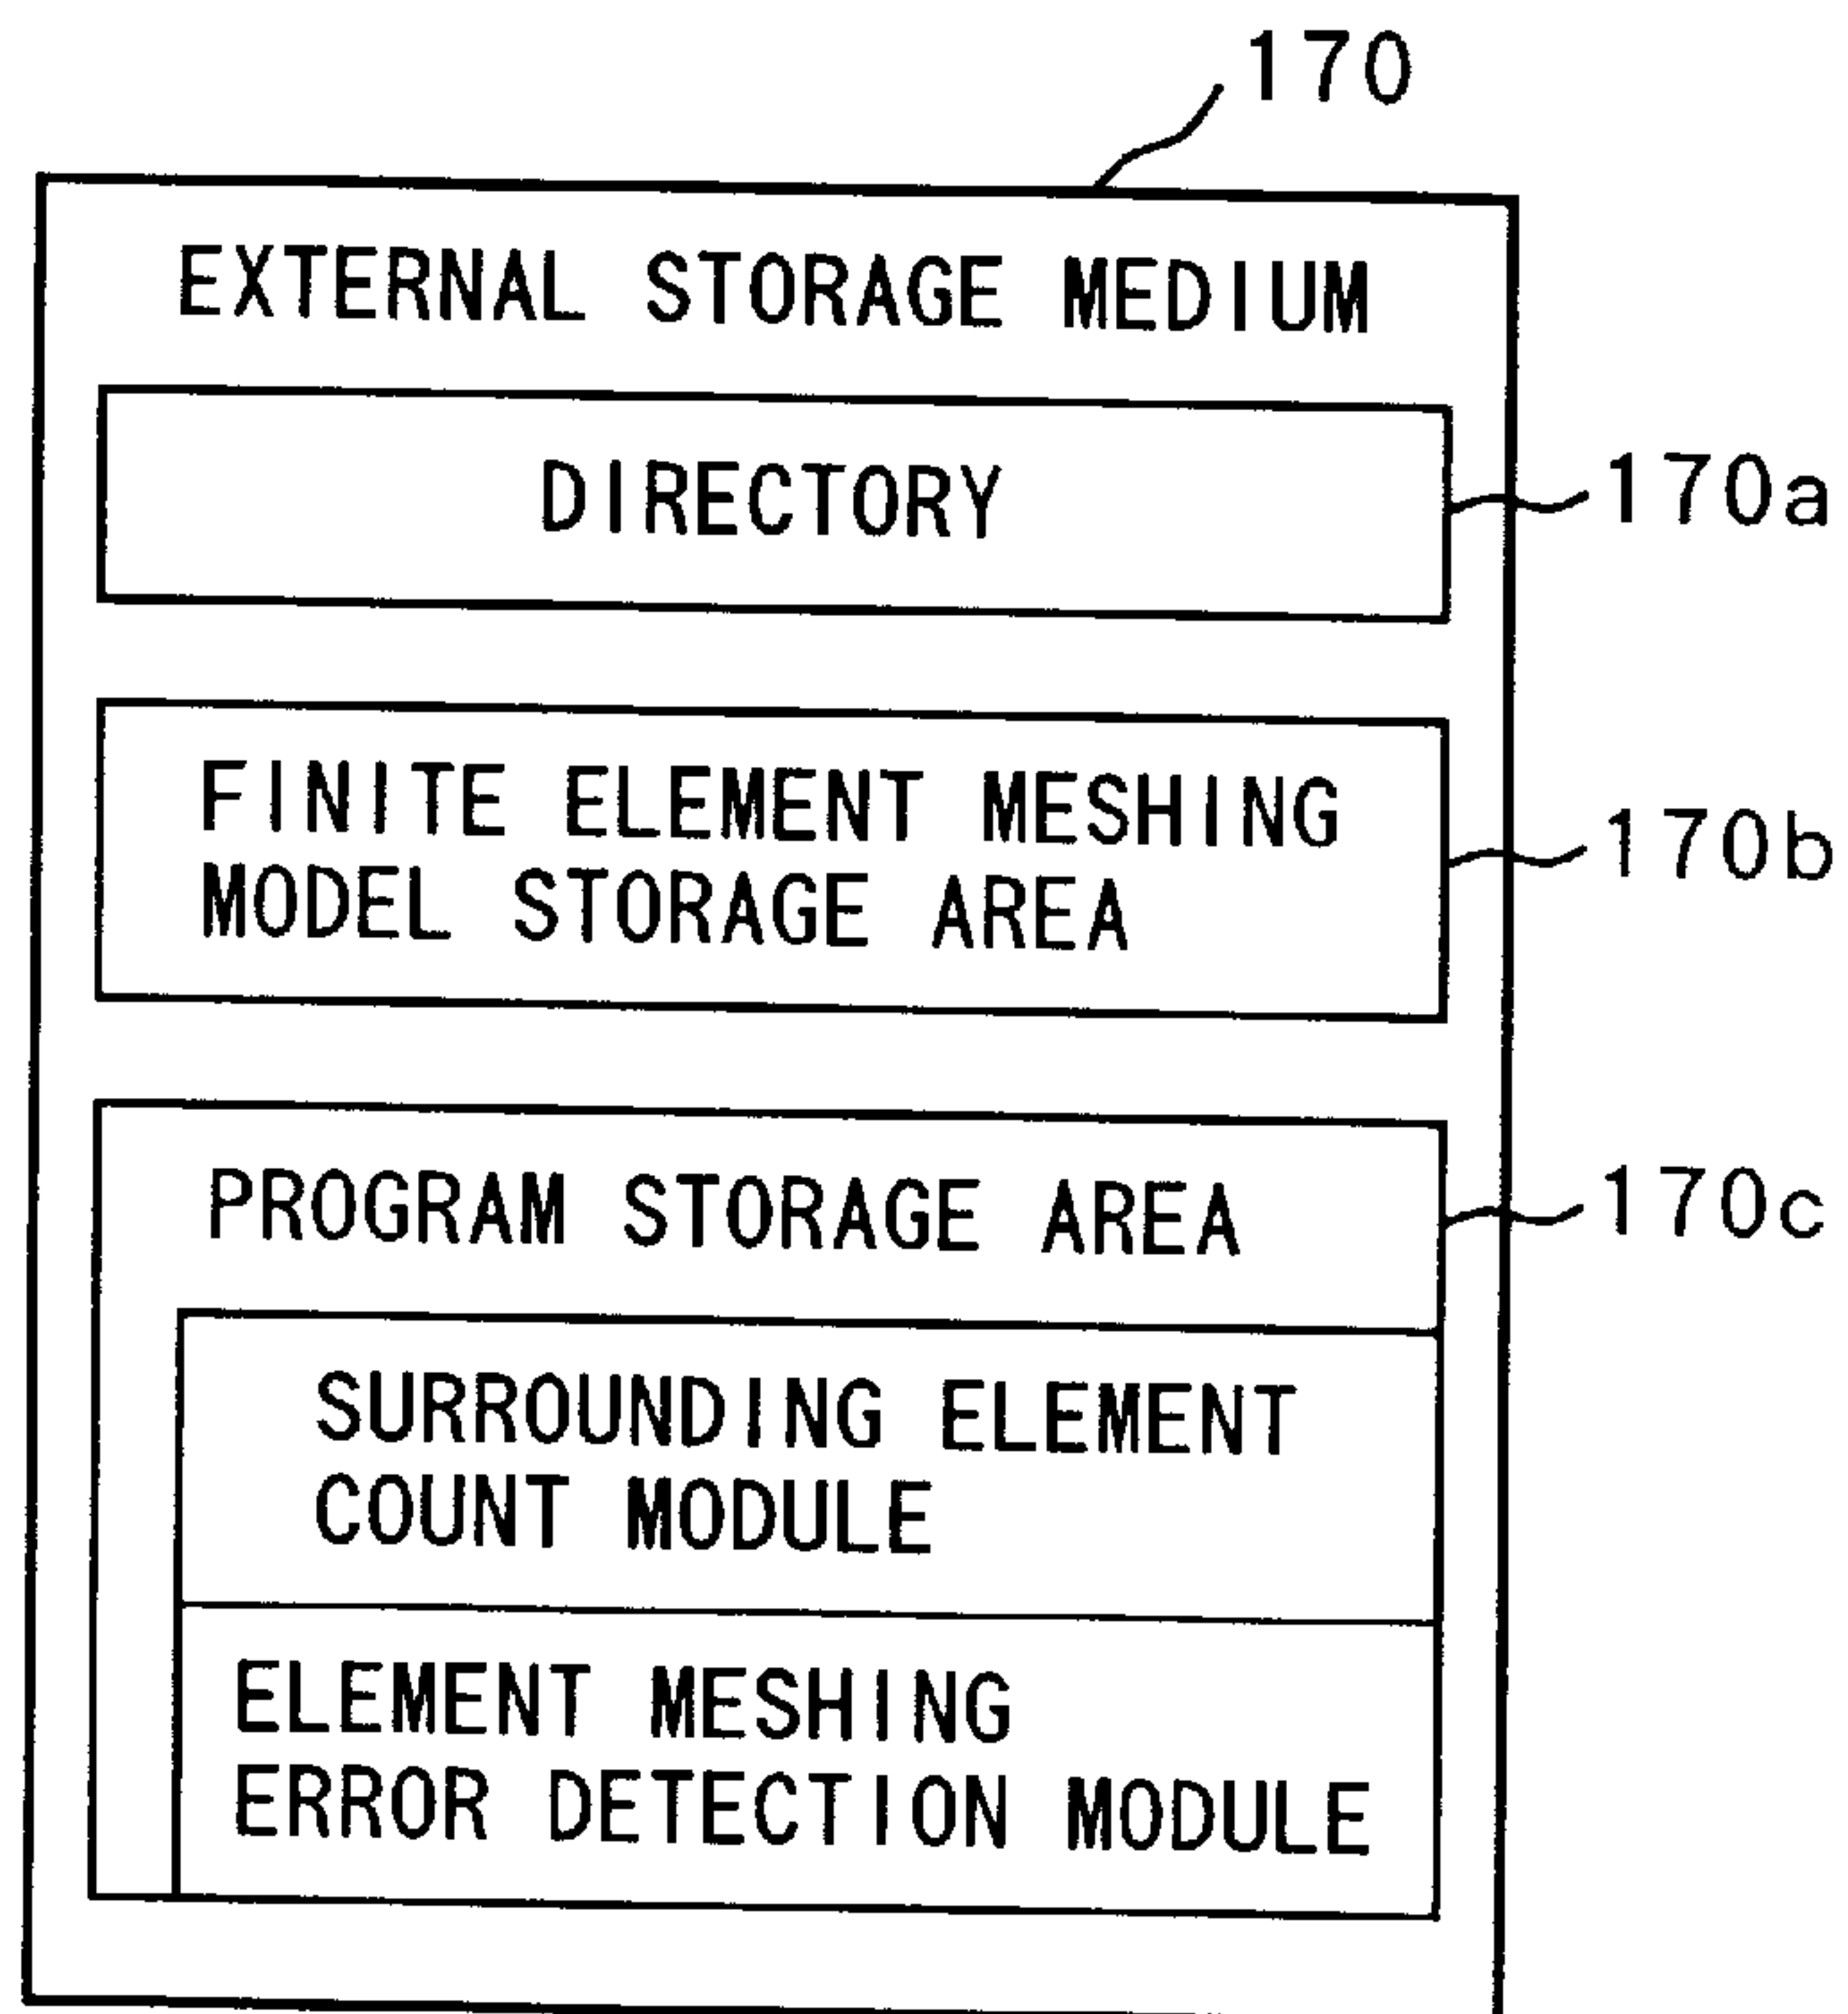 170
EXTERNAL STORAGE MEDIUM
DIRECTORY
170a
FINITE ELEMENT MESHING
MODEL STORAGE AREA
170b
PROGRAM STORAGE AREA
170c
SURROUNDING ELEMENT
COUNT MODULE
ELEMENT MESHING
ERROR DETECTION MODULE